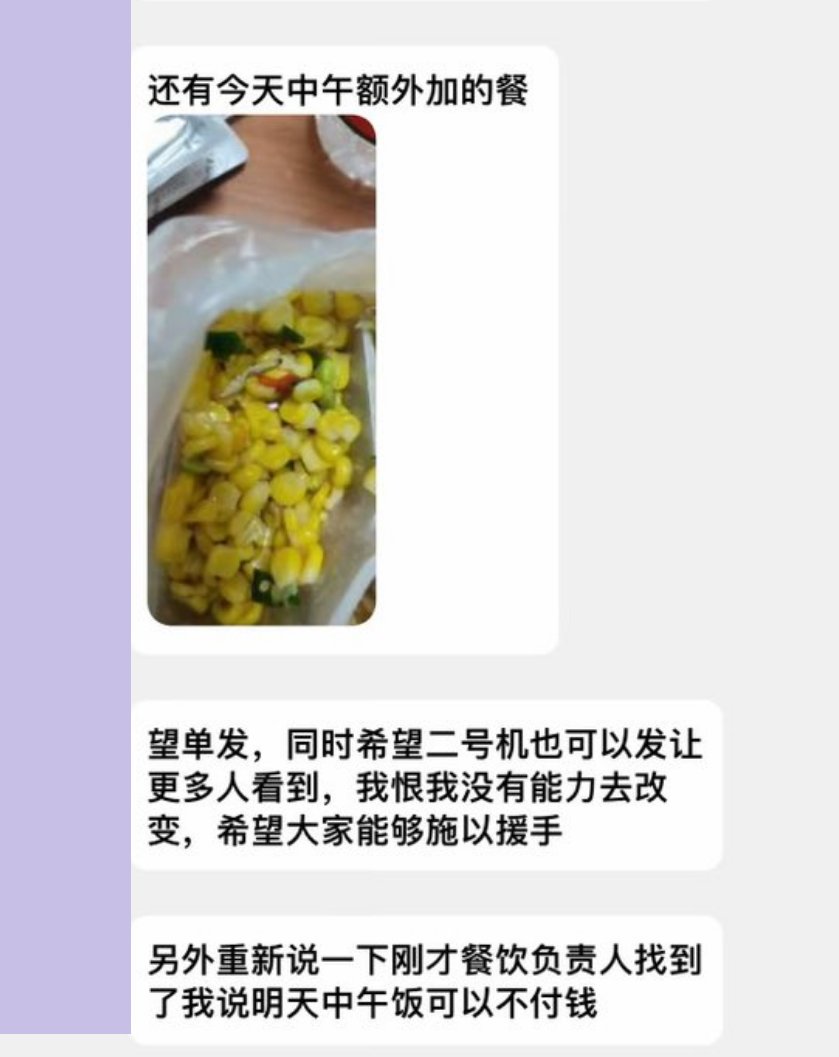 还有今天中午额外加的餐
望单发，同时希望二号机也可以发让
更多人看到，我恨我没有能力去改
变，希望大家能够施以援手
另外重新说一下刚才餐饮负责人找到
了我说明天中午饭可以不付钱